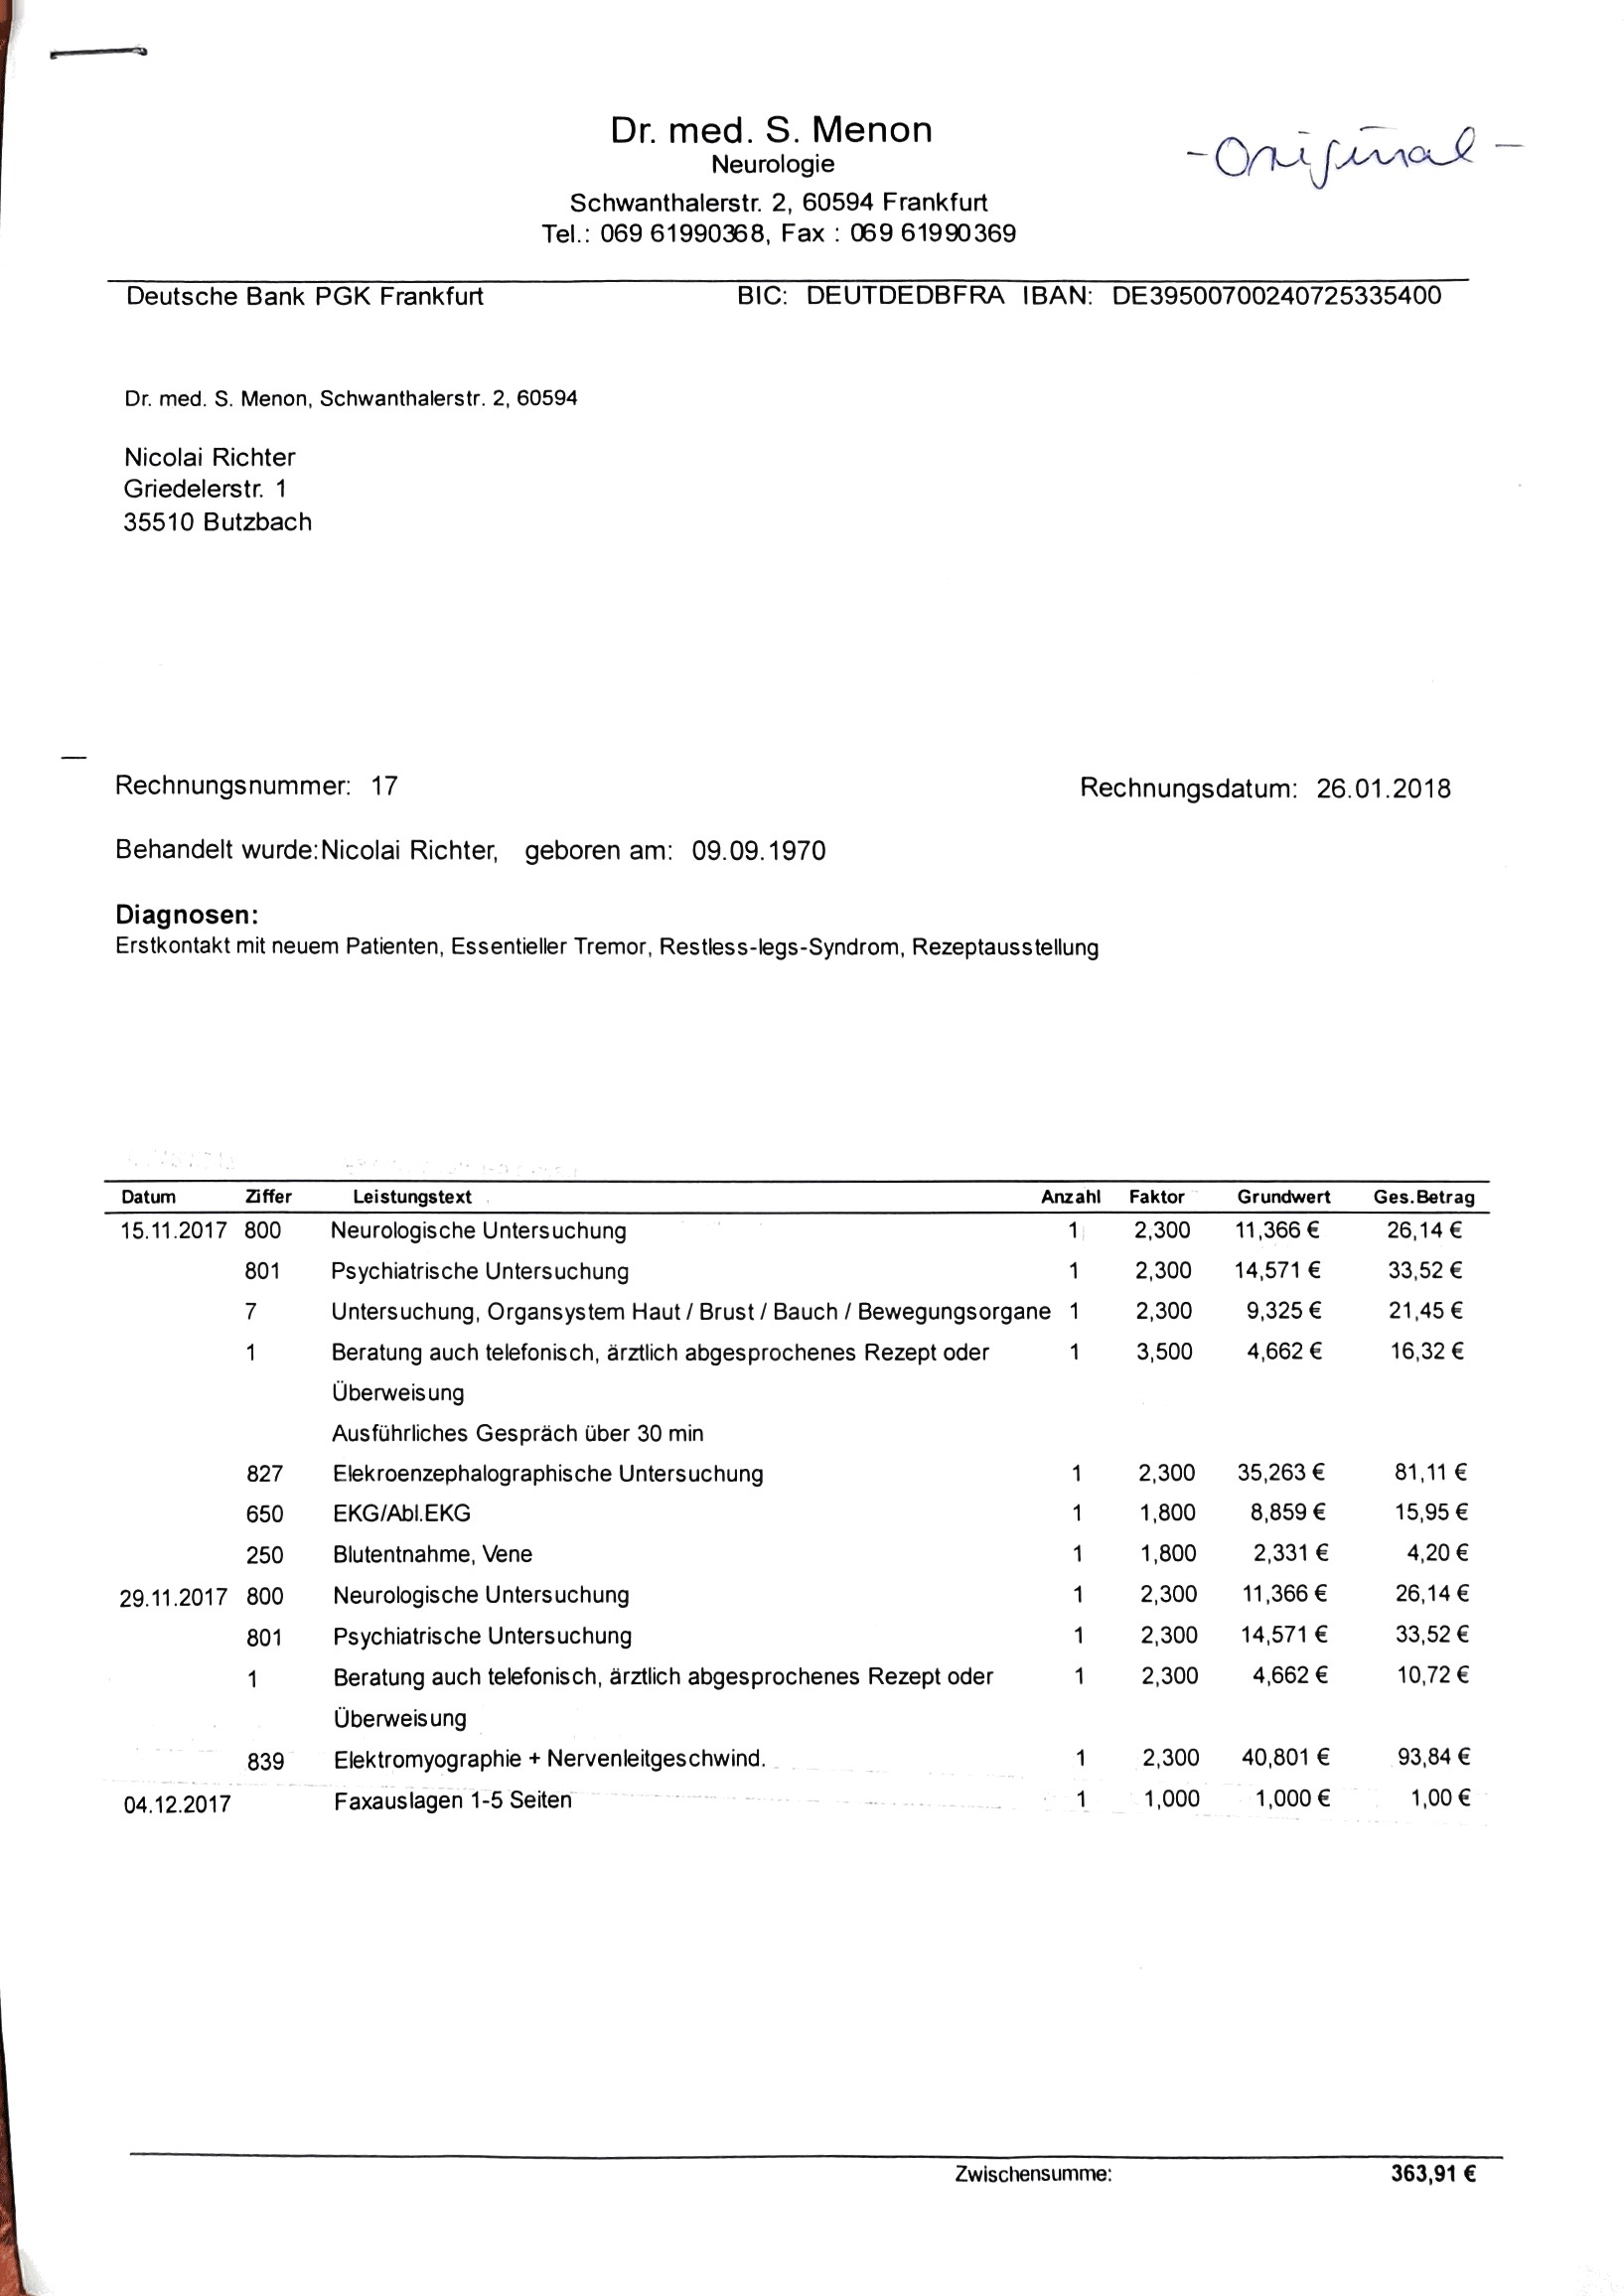 Dr. med. S. Menon
-Original-
Neurologie
Schwanthalerstr. 2, 60594 Frankfurt
Tel.: 069 61990368, Fax : 069 61990369
Deutsche Bank PGK Frankfurt BIC: DEUTDEDBFRA IBAN: DE39500700240725335400
Dr. med. S. Menon, Schwanthalerstr. 2, 60594
Nicolai Richter
Griedelerstr. 1
35510 Butzbach
Rechnungsnummer: 17 Rechnungsdatum: 26.01.2018
Behandelt wurde:Nicolai Richter, geboren am: 09.09.1970
Diagnosen:
Erstkontakt mit neuem Patienten, Essentieller Tremor, Restless-legs-Syndrom, Rezeptausstellung
Datum Ziffer Leistungstext Anzahl Faktor Grundwert Ges.Betrag
15.11.2017 800 Neurologische Untersuchung 1 2,300 11,366 € 26,14 €
801 Psychiatrische Untersuchung 1 2,300 14,571 € 33,52 €
7 Untersuchung, Organsystem Haut / Brust / Bauch / Bewegungsorgane 1 2,300 9,325 € 21,45 €
1 Beratung auch telefonisch, ärztlich abgesprochenes Rezept oder 1 3,500 4,662 € 16,32 €
Überweisung
Ausführliches Gespräch über 30 min
827 Elekroenzephalographische Untersuchung 1 2,300 35,263 € 81,11 €
650 EKG/Abl.EKG 1 1,800 8,859 € 15,95 €
250 Blutentnahme, Vene 1 1,800 2,331 € 4,20 €
29.11.2017 800 Neurologische Untersuchung 1 2,300 11,366 € 26,14 €
801 Psychiatrische Untersuchung 1 2,300 14,571 € 33,52 €
1 Beratung auch telefonisch, ärztlich abgesprochenes Rezept oder 1 2,300 4,662 € 10,72 €
Überweisung
839 Elektromyographie + Nervenleitgeschwind. 1 2,300 40,801 € 93,84 €
04.12.2017 Faxauslagen 1-5 Seiten 1 1,000 1,000 € 1,00 €
Zwischensumme: 363,91 €